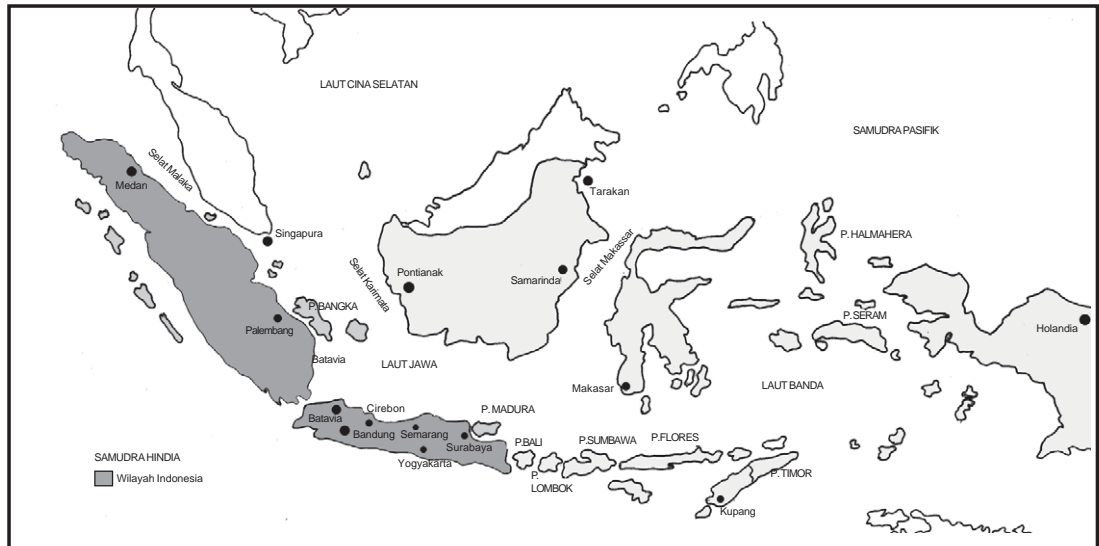 LAUT CINA SELATAN
SAMUDRA PASIFIK
Selat Malaka
Medan
Tarakan
Singapura
P. HALMAHERA
Selat Makassar
Pontianak
Samarinda
Selat Karimata
P.BANGKA
Palembang
P.SERAM
Holandia
Batavia
LAUT JAWA
Makasar
LAUT BANDA
Cirebon
P. MADURA
Batavia
Bandung
Semarang
Surabaya
P.BALI
P.SUMBAWA
P.FLORES
Yogyakarta
SAMUDRA HINDIA
P.
LOMBOK
P.TIMOR
Wilayah Indonesia
Kupang